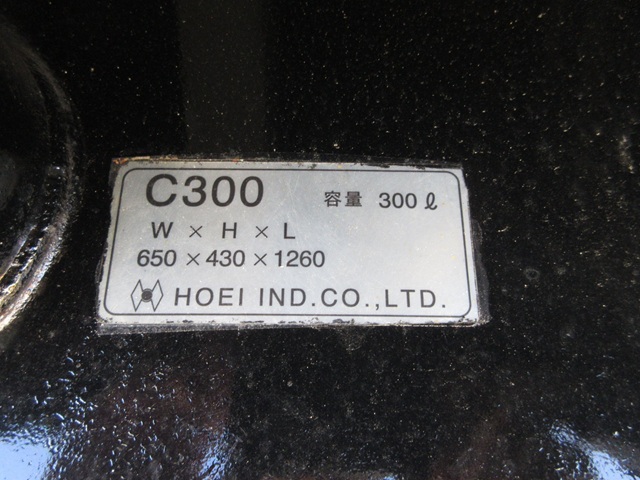 C300 容量 300 ℓ
W × H × L
650 × 430 × 1260
HOEI IND.CO.,LTD.